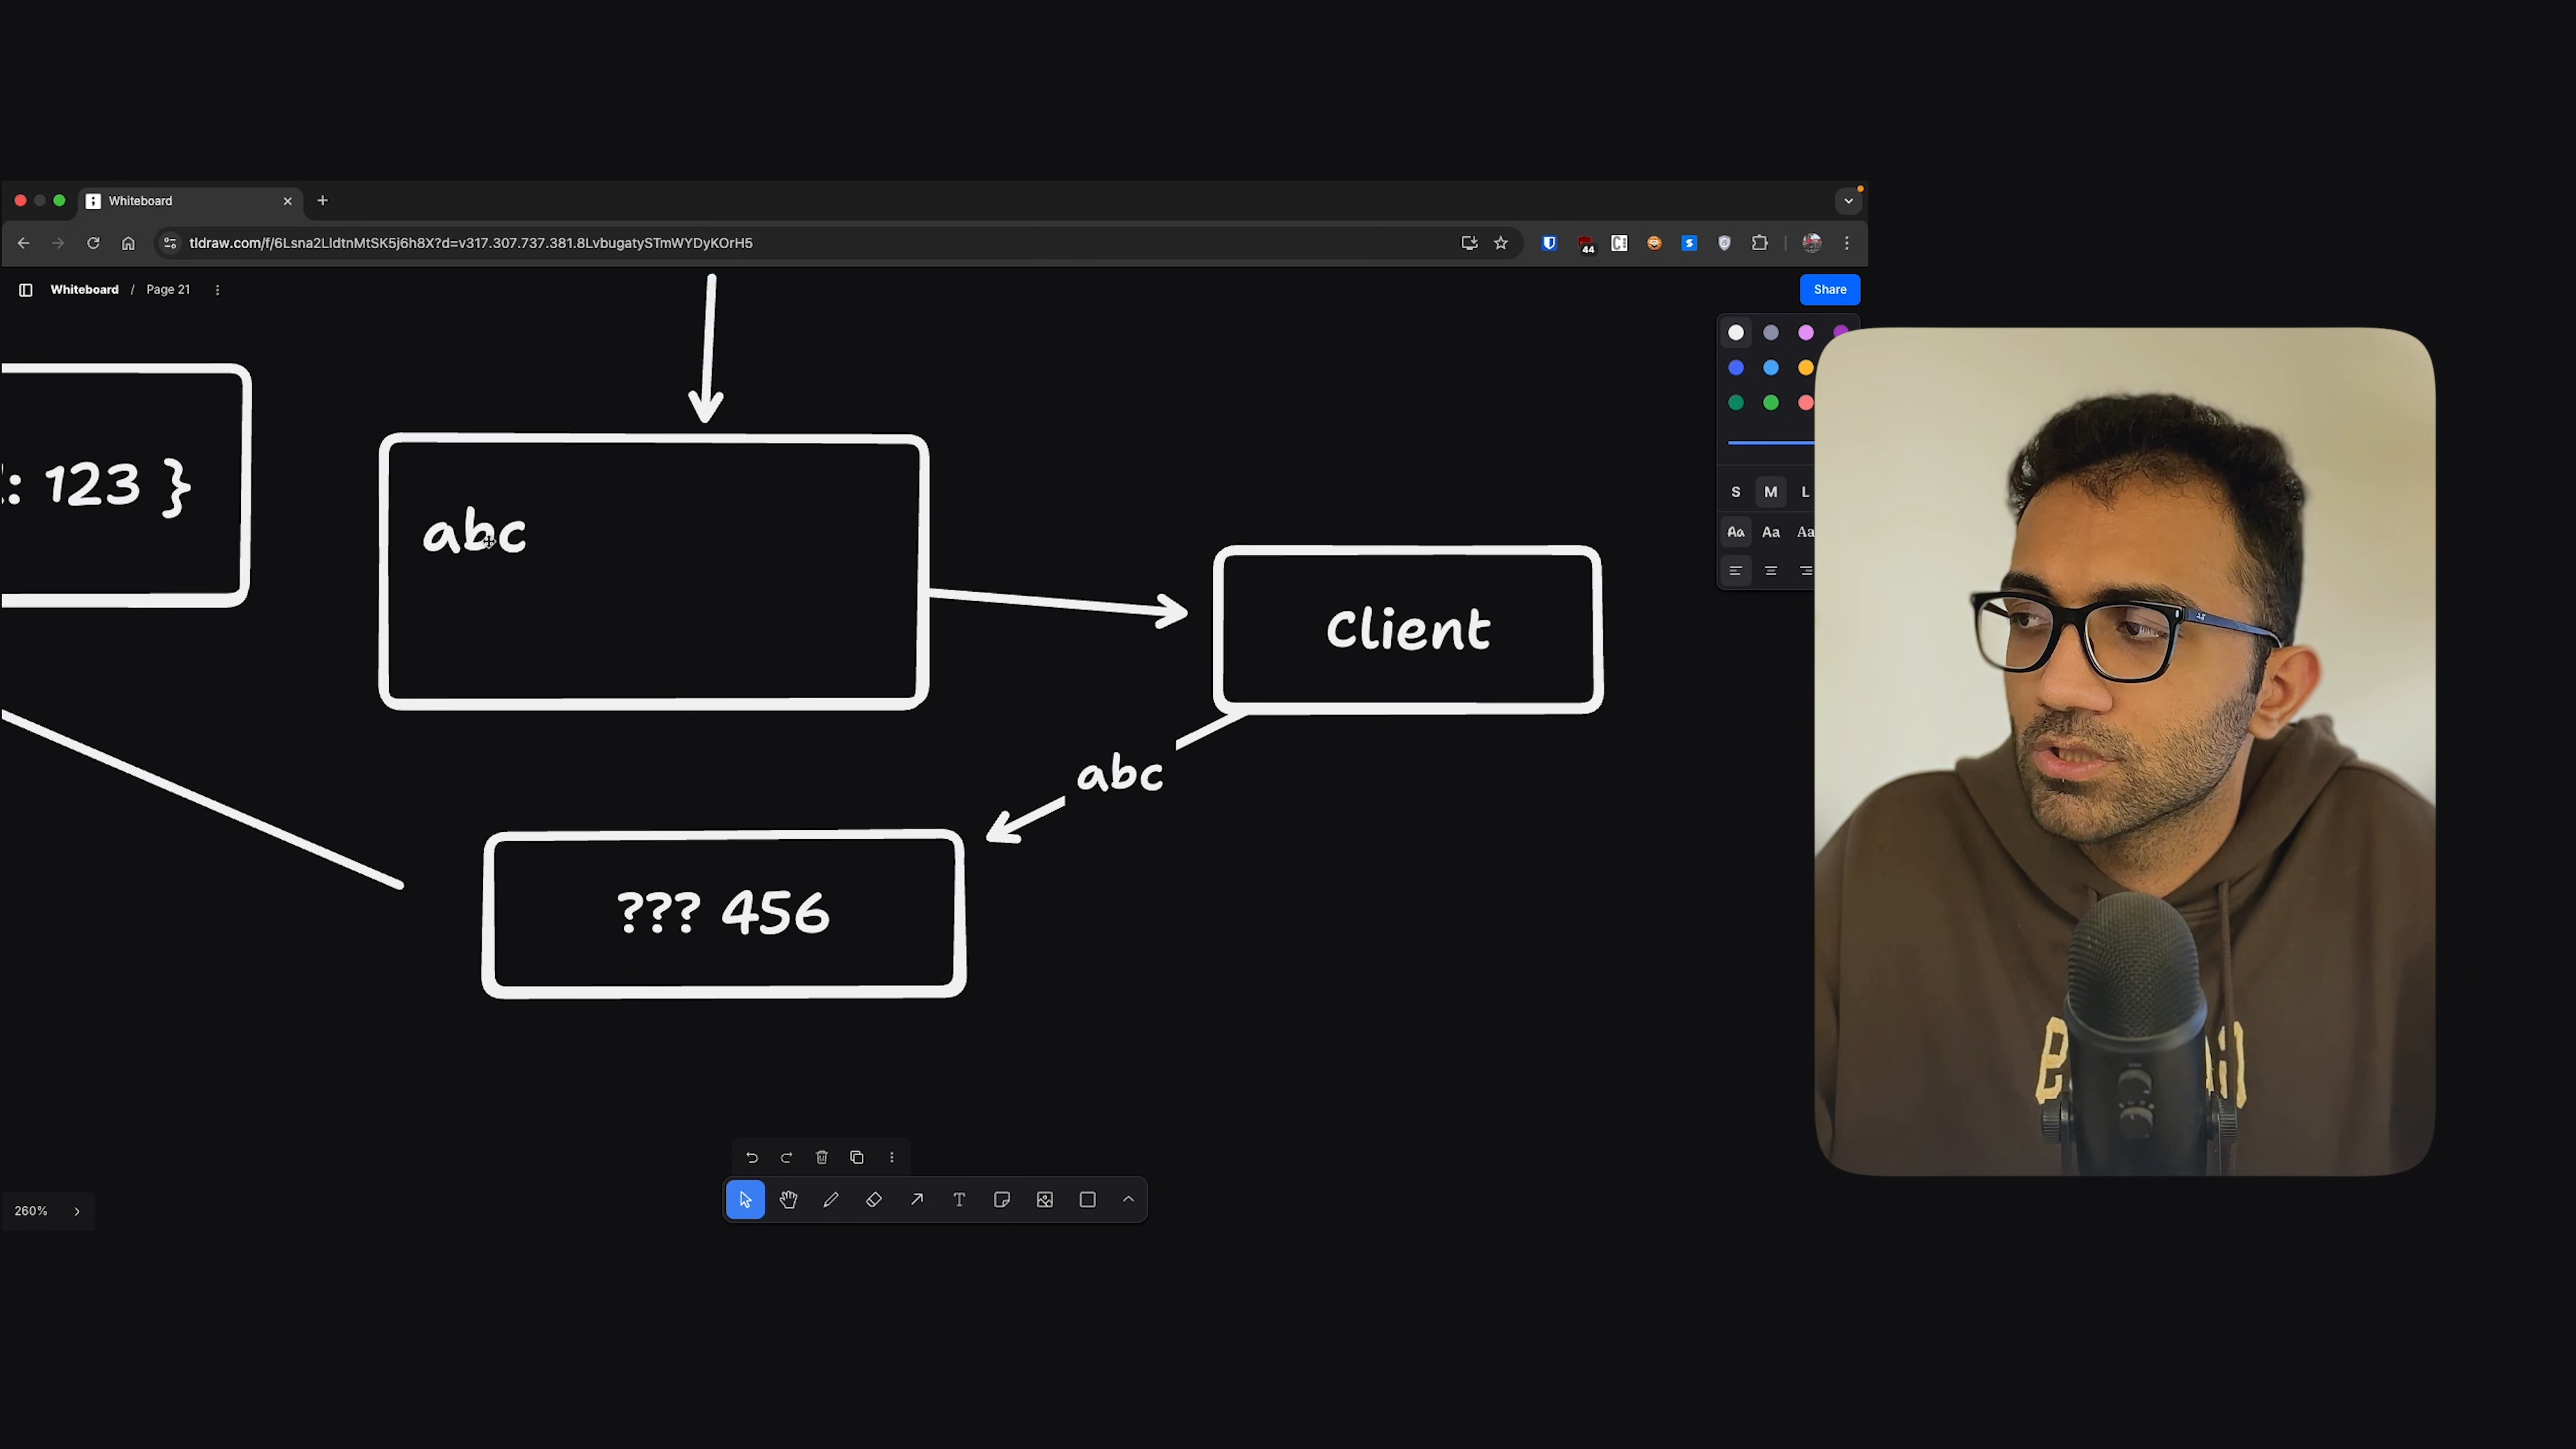 Whiteboard
tldraw.com/f/6Lsna2LldtnMtSK5j6h8X?d=v317.307.737.381.8LvbugatySTmWYDyKOrH5
44
Whiteboard / Page 21
Share
S M L
Aa Aa Aa
: 123 }
abc
Client
abc
??? 456
260%